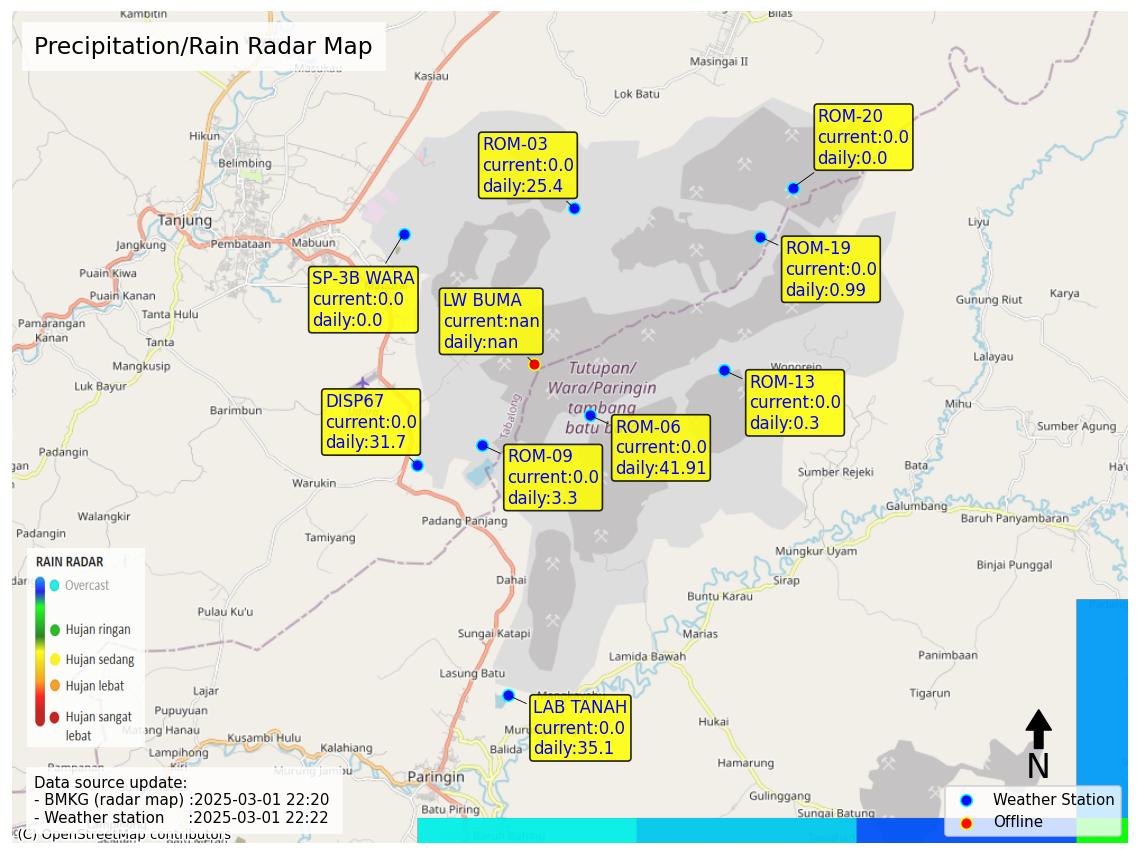 Kambitin
Bilas
Precipitation/Rain Radar Map
Masukau
Kasiau
Masingai II
Lok Batu
Hikun
Belimbing
ROM-03
current:0.0
daily:25.4
ROM-20
current:0.0
daily:0.0
Tanjung
Jangkung
Pembataan
Mabuun
Liyu
Puain Kiwa
Puain Kanan
Tanta Hulu
SP-3B WARA
current:0.0
daily:0.0
LW BUMA
current:nan
daily:nan
ROM-19
current:0.0
daily:0.99
Gunung Riut
Karya
Pamarangan
Kanan
Tanta
Mangkusip
Luk Bayur
Lalayau
Tutupan/
Wara/Paringin
tambang
batu b
Wonorejo
Tabalong
ROM-13
current:0.0
daily:0.3
Barimbun
Mihu
DISP67
current:0.0
daily:31.7
ROM-06
current:0.0
daily:41.91
Sumber Agung
Padangin
ROM-09
current:0.0
daily:3.3
Warukin
Sumber Rejeki
Bata
Ha'u
Galumbang
Baruh Panyambaran
Walangkir
Padang Panjang
Padangin
Tamiyang
Mungkur Uyam
Binjai Punggal
Dahai
Sirap
Buntu Karau
RAIN RADAR
Overcast
Hujan ringan
Hujan sedang
Hujan lebat
Hujan sangat
lebat
Pulau Ku'u
Sungai Katapi
Marias
Lamida Bawah
Panimbaan
Lasung Batu
Lajar
Tigarun
Pupuyuan
Matang Hanau
LAB TANAH
current:0.0
daily:35.1
Hukai
Kusambi Hulu
Kalahiang
Lampihong
Balida
Hamarung
N
Murung Jambu
Paringin
Data source update:
- BMKG (radar map) :2025-03-01 22:20
- Weather station :2025-03-01 22:22
Gulinggang
Batu Piring
Sungai Batung
Weather Station
Offline
(C) OpenStreetMap contributors